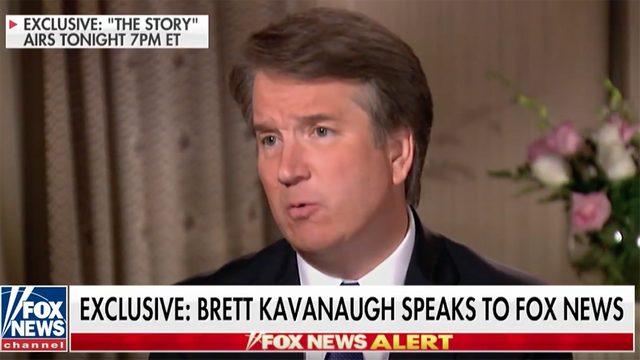 EXCLUSIVE: "THE STORY"
AIRS TONIGHT 7PM ET
FOX
NEWS
channel
EXCLUSIVE: BRETT KAVANAUGH SPEAKS TO FOX NEWS
FOX NEWS ALERT